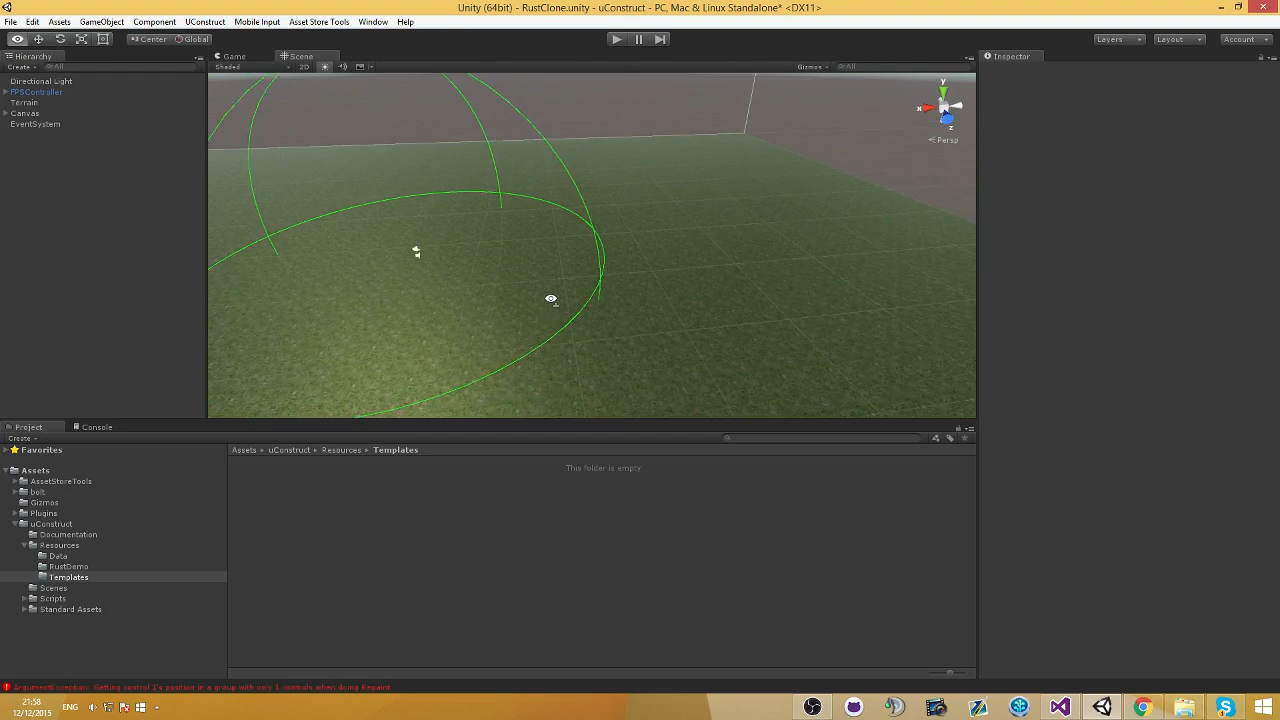 Unity (64bit) - RustClone.unity - uConstruct - PC, Mac & Linux Standalone* <DX11>
File Edit Assets GameObject Component UConstruct Mobile Input Asset Store Tools Window Help
Center Global Layers Layout Account
Hierarchy Game Scene Inspector
Create All Shaded 2D Gizmos All
Directional Light
FPSController
Terrain
Canvas
EventSystem
y
x
z
Persp
Project Console
Create
Favorites
Assets uConstruct Resources Templates
This folder is empty
Assets
AssetStoreTools
bolt
Gizmos
Plugins
uConstruct
Documentation
Resources
Data
RustDemo
Templates
Scenes
Scripts
Standard Assets
ArgumentException: Getting control 1's position in a group with only 1 controls when doing Repaint
21:58
12/12/2015
ENG